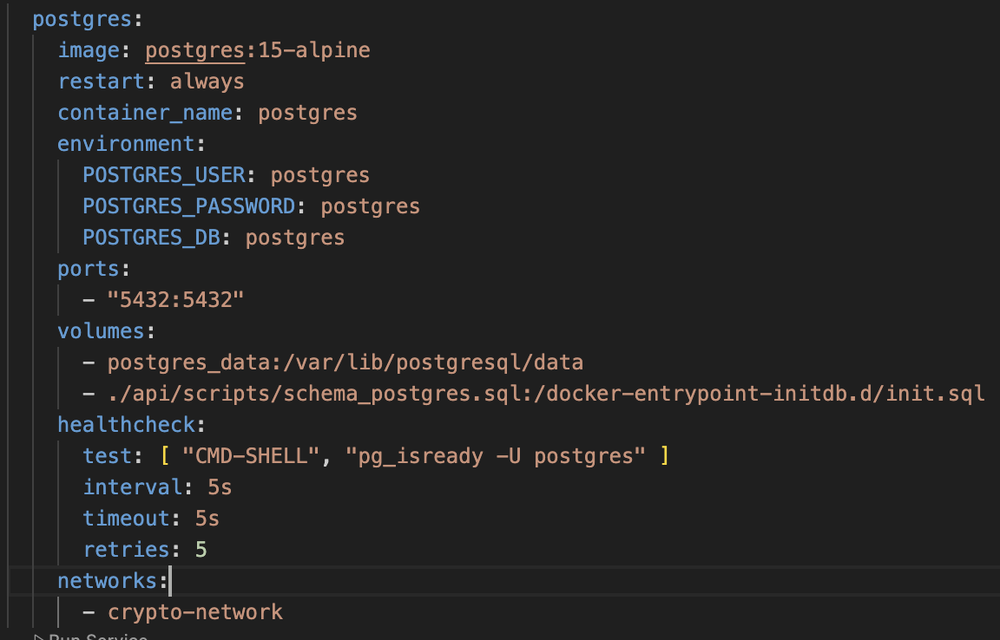 postgres:
image: postgres:15-alpine
restart: always
container_name: postgres
environment:
POSTGRES_USER: postgres
POSTGRES_PASSWORD: postgres
POSTGRES_DB: postgres
ports:
- "5432:5432"
volumes:
- postgres_data:/var/lib/postgresql/data
- ./api/scripts/schema_postgres.sql:/docker-entrypoint-initdb.d/init.sql
healthcheck:
test: [ "CMD-SHELL", "pg_isready -U postgres" ]
interval: 5s
timeout: 5s
retries: 5
networks:
- crypto-network
Run Service